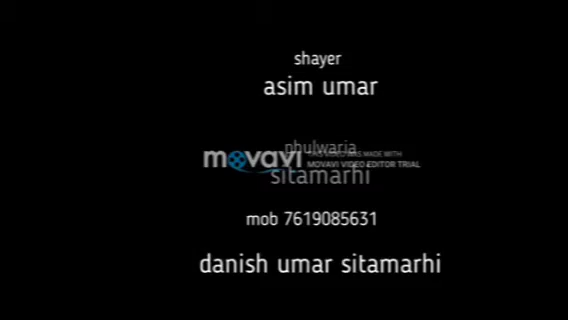 shayer
asim umar
phulwaria
movavi
THIS VIDEO WAS MADE WITH
MOVAVI VIDEO EDITOR TRIAL
sitamarhi
mob 7619085631
danish umar sitamarhi